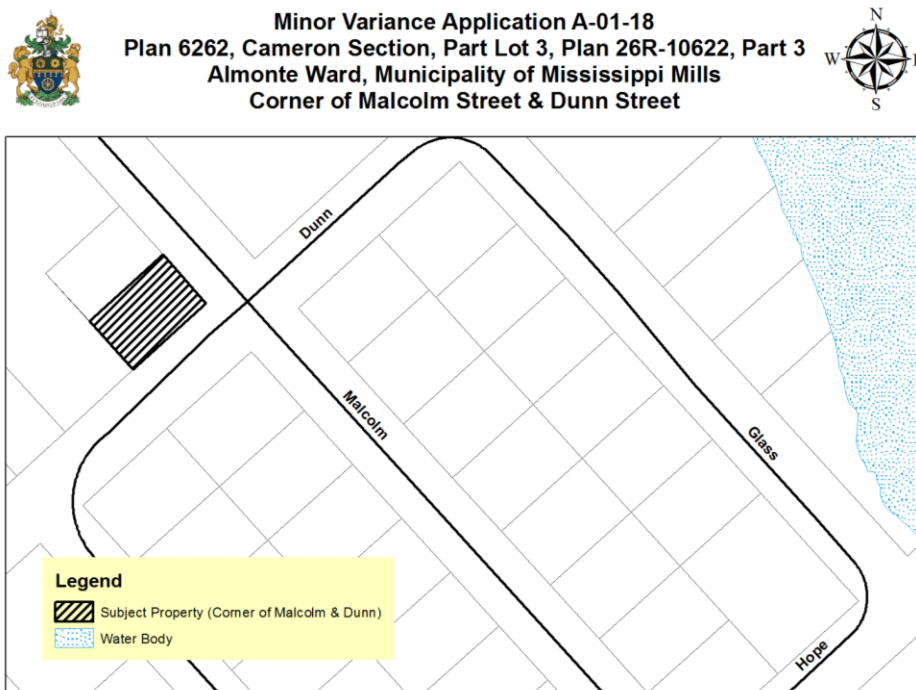 Minor Variance Application A-01-18
Plan 6262, Cameron Section, Part Lot 3, Plan 26R-10622, Part 3
Almonte Ward, Municipality of Mississippi Mills
Corner of Malcolm Street & Dunn Street
N
W
S
Dunn
Malcolm
Glass
Hope
Legend
Subject Property (Corner of Malcolm & Dunn)
Water Body